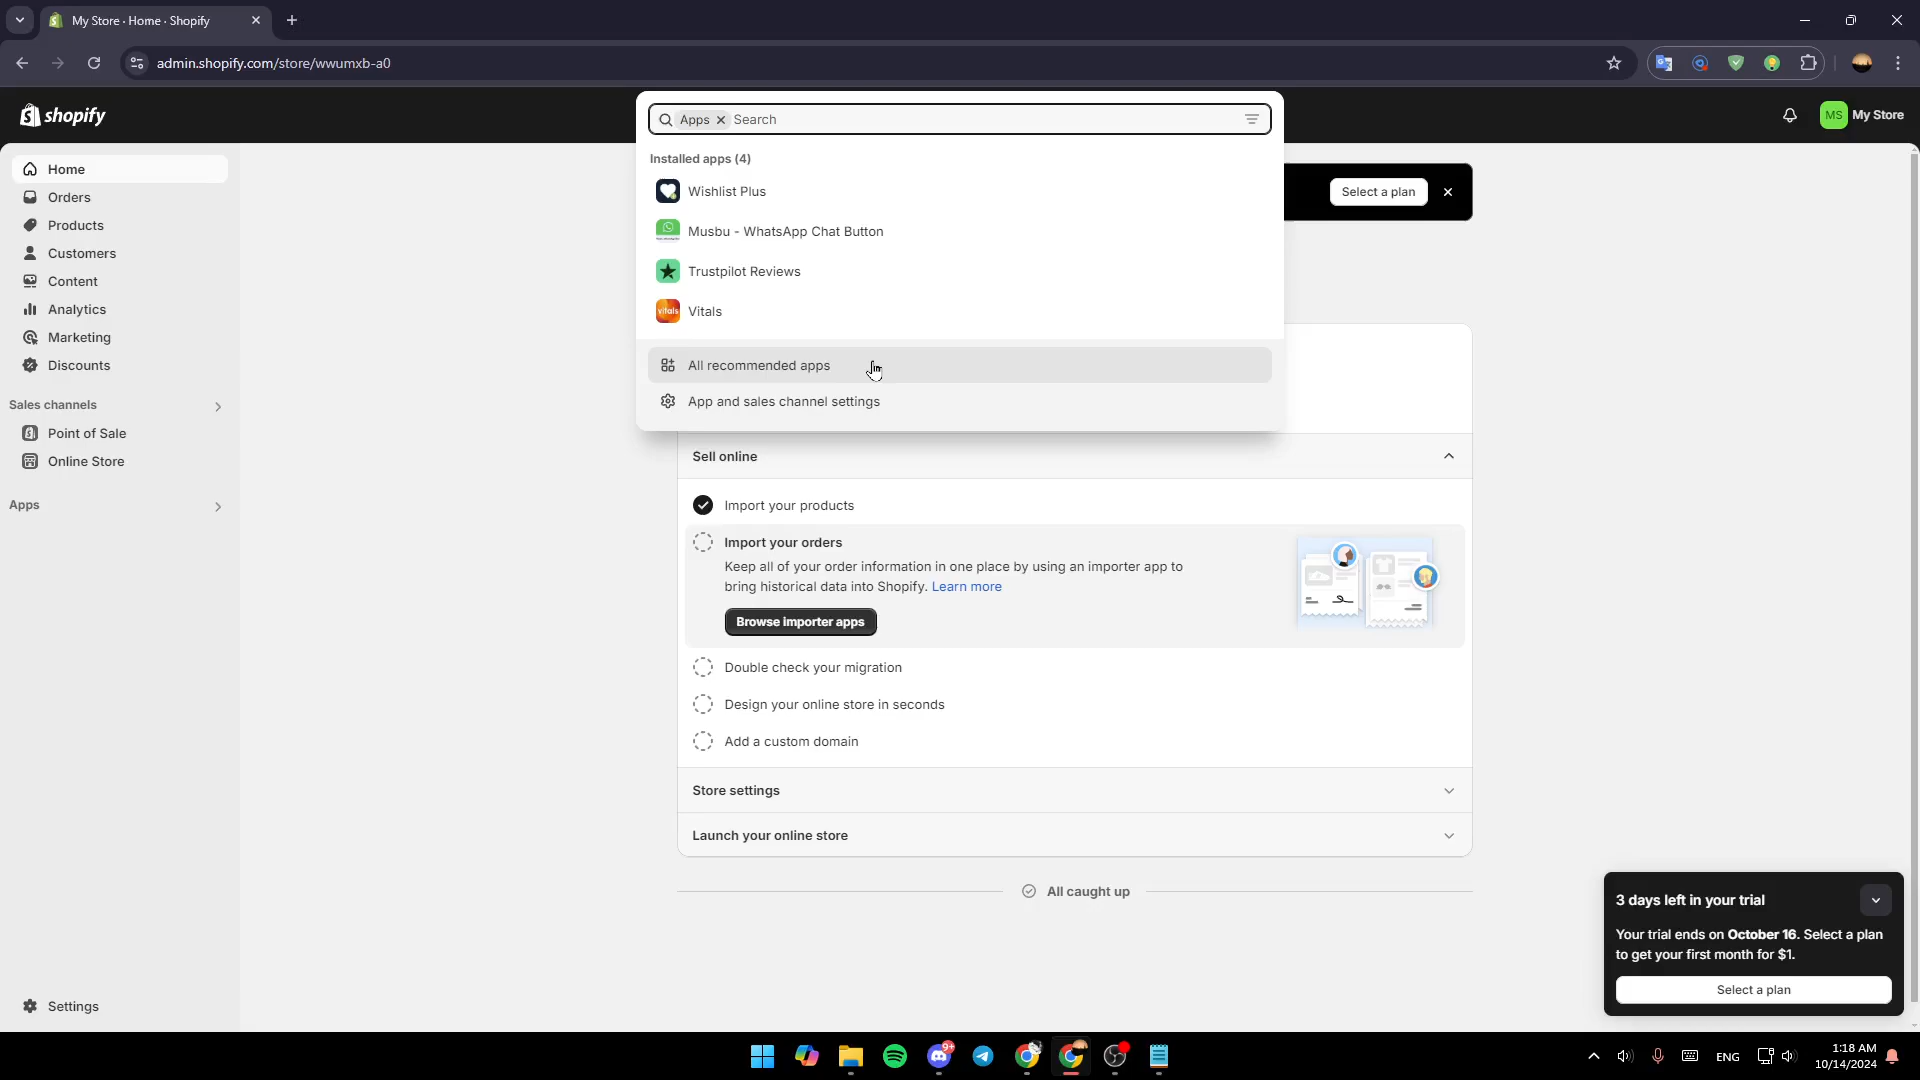 My Store · Home · Shopify
admin.shopify.com/store/wwumxb-a0
shopify
Apps Search
MS My Store
Installed apps (4)
Wishlist Plus
Musbu - WhatsApp Chat Button
Trustpilot Reviews
vitals Vitals
All recommended apps
App and sales channel settings
Select a plan
Home
Orders
Products
Customers
Content
Analytics
Marketing
Discounts
Sales channels
Point of Sale
Online Store
Apps
Settings
Sell online
Import your products
Import your orders
Keep all of your order information in one place by using an importer app to
bring historical data into Shopify. Learn more
Browse importer apps
Double check your migration
Design your online store in seconds
Add a custom domain
Store settings
Launch your online store
All caught up
3 days left in your trial
Your trial ends on October 16. Select a plan
to get your first month for $1.
Select a plan
9+
ENG
1:18 AM
10/14/2024